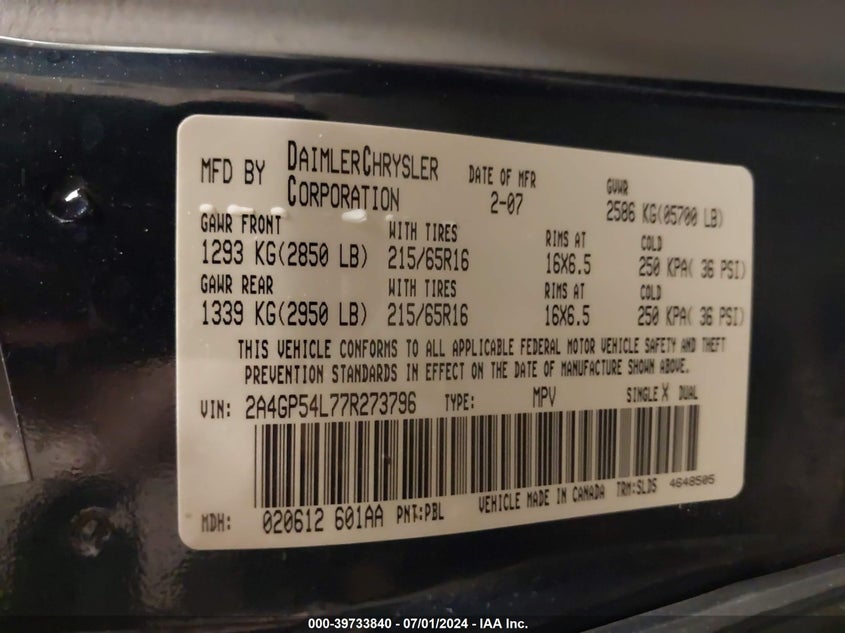 MFD BY DAIMLERCHRYSLER CORPORATION DATE OF MFR 2-07 GVWR 2586 KG(05700 LB)
GAWR FRONT WITH TIRES RIMS AT COLD
1293 KG(2850 LB) 215/65R16 16X6.5 250 KPA( 36 PSI)
GAWR REAR WITH TIRES RIMS AT COLD
1339 KG(2950 LB) 215/65R16 16X6.5 250 KPA( 36 PSI)
THIS VEHICLE CONFORMS TO ALL APPLICABLE FEDERAL MOTOR VEHICLE SAFETY AND THEFT
PREVENTION STANDARDS IN EFFECT ON THE DATE OF MANUFACTURE SHOWN ABOVE.
VIN: 2A4GP54L77R273796 TYPE: MPV SINGLE X DUAL
MDH: 020612 601AA PNT:PBL VEHICLE MADE IN CANADA TRM:SLD5 4648505
000-39733840 - 07/01/2024 - IAA Inc.